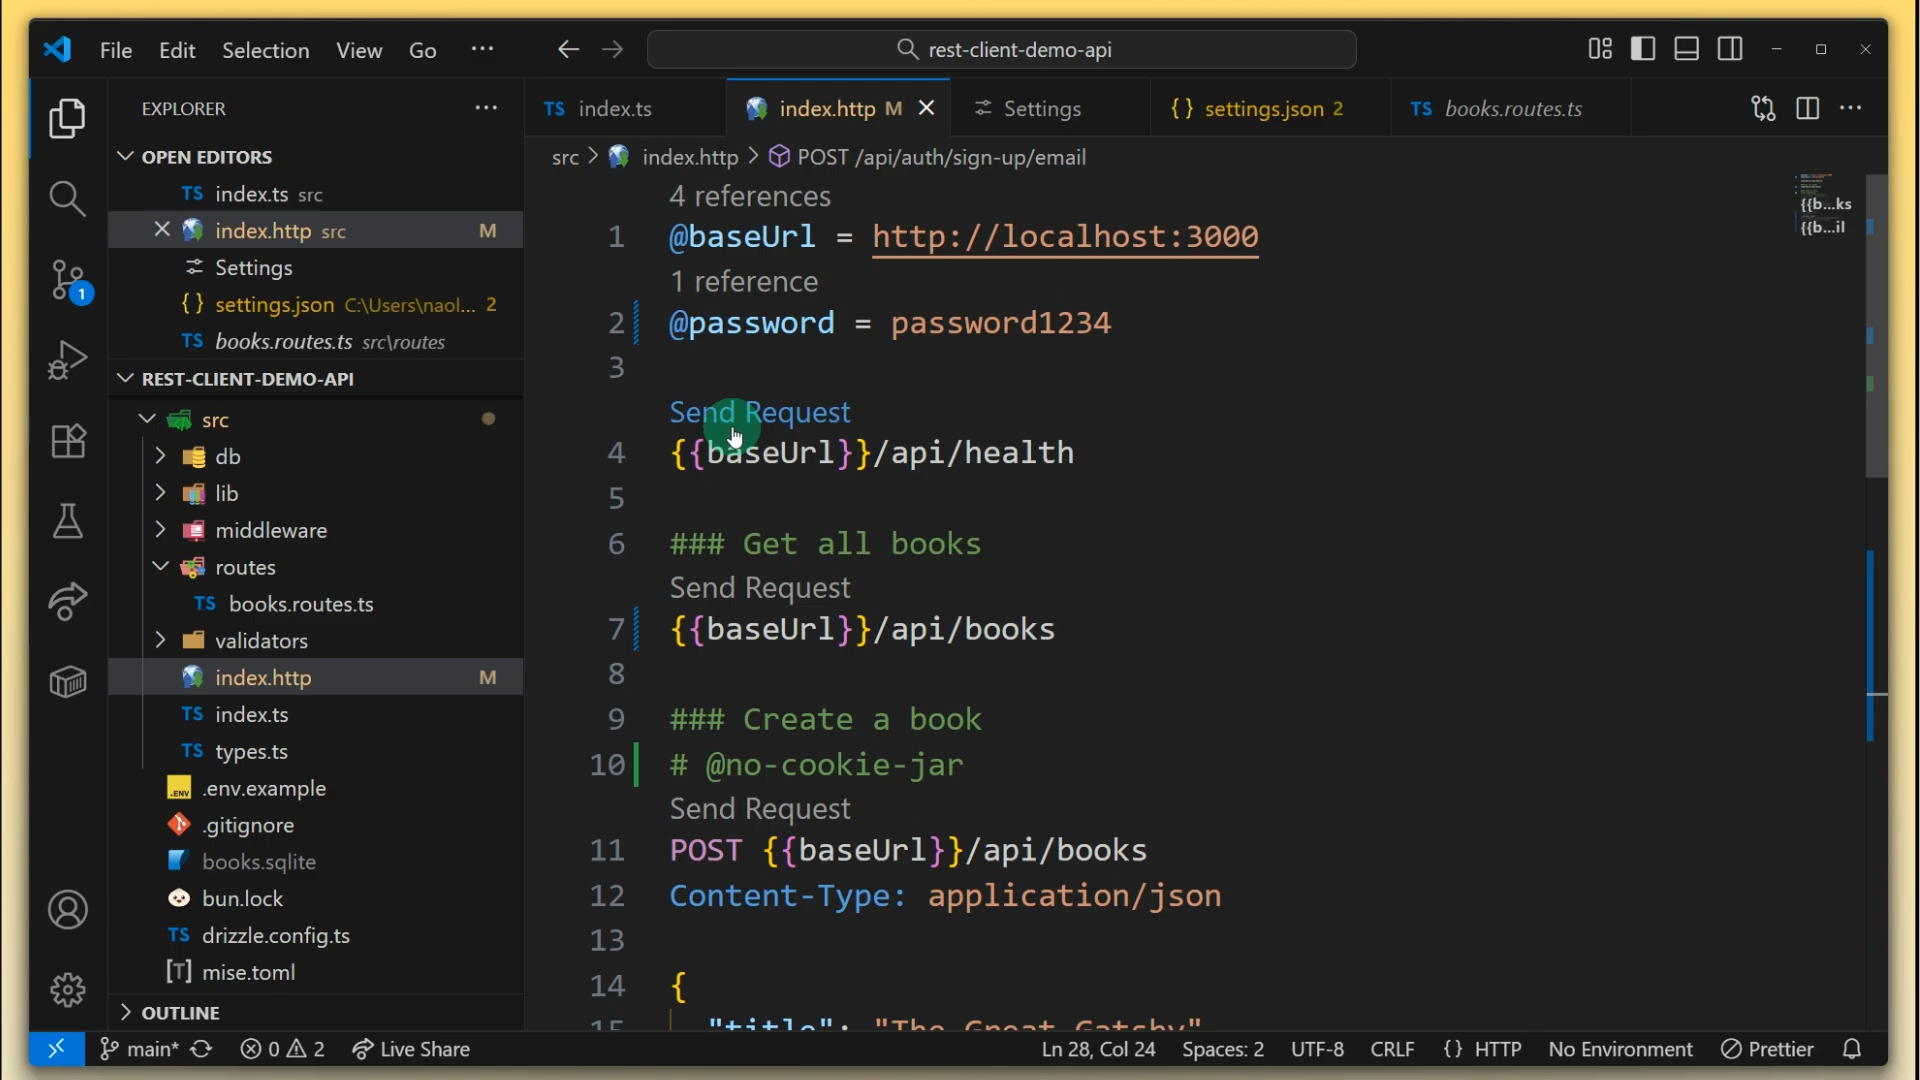 File Edit Selection View Go ···
rest-client-demo-api
EXPLORER
OPEN EDITORS
TS index.ts src
index.http src M
Settings
{} settings.json C:\Users\naol... 2
TS books.routes.ts src\routes
REST-CLIENT-DEMO-API
src
db
lib
middleware
routes
TS books.routes.ts
validators
index.http M
TS index.ts
TS types.ts
.env.example
.gitignore
books.sqlite
bun.lock
TS drizzle.config.ts
[T] mise.toml
OUTLINE
TS index.ts
index.http M
Settings
{} settings.json 2
TS books.routes.ts
src > index.http > POST /api/auth/sign-up/email
4 references
1 @baseUrl = http://localhost:3000
1 reference
2 @password = password1234
3
Send Request
4 {{baseUrl}}/api/health
5
6 ### Get all books
Send Request
7 {{baseUrl}}/api/books
8
9 ### Create a book
10 # @no-cookie-jar
Send Request
11 POST {{baseUrl}}/api/books
12 Content-Type: application/json
13
14 {
15 "title": "The Great Gatsby"
{{b...ks
{{b...il
1
main* 0 2 Live Share
Ln 28, Col 24 Spaces: 2 UTF-8 CRLF {} HTTP No Environment Prettier